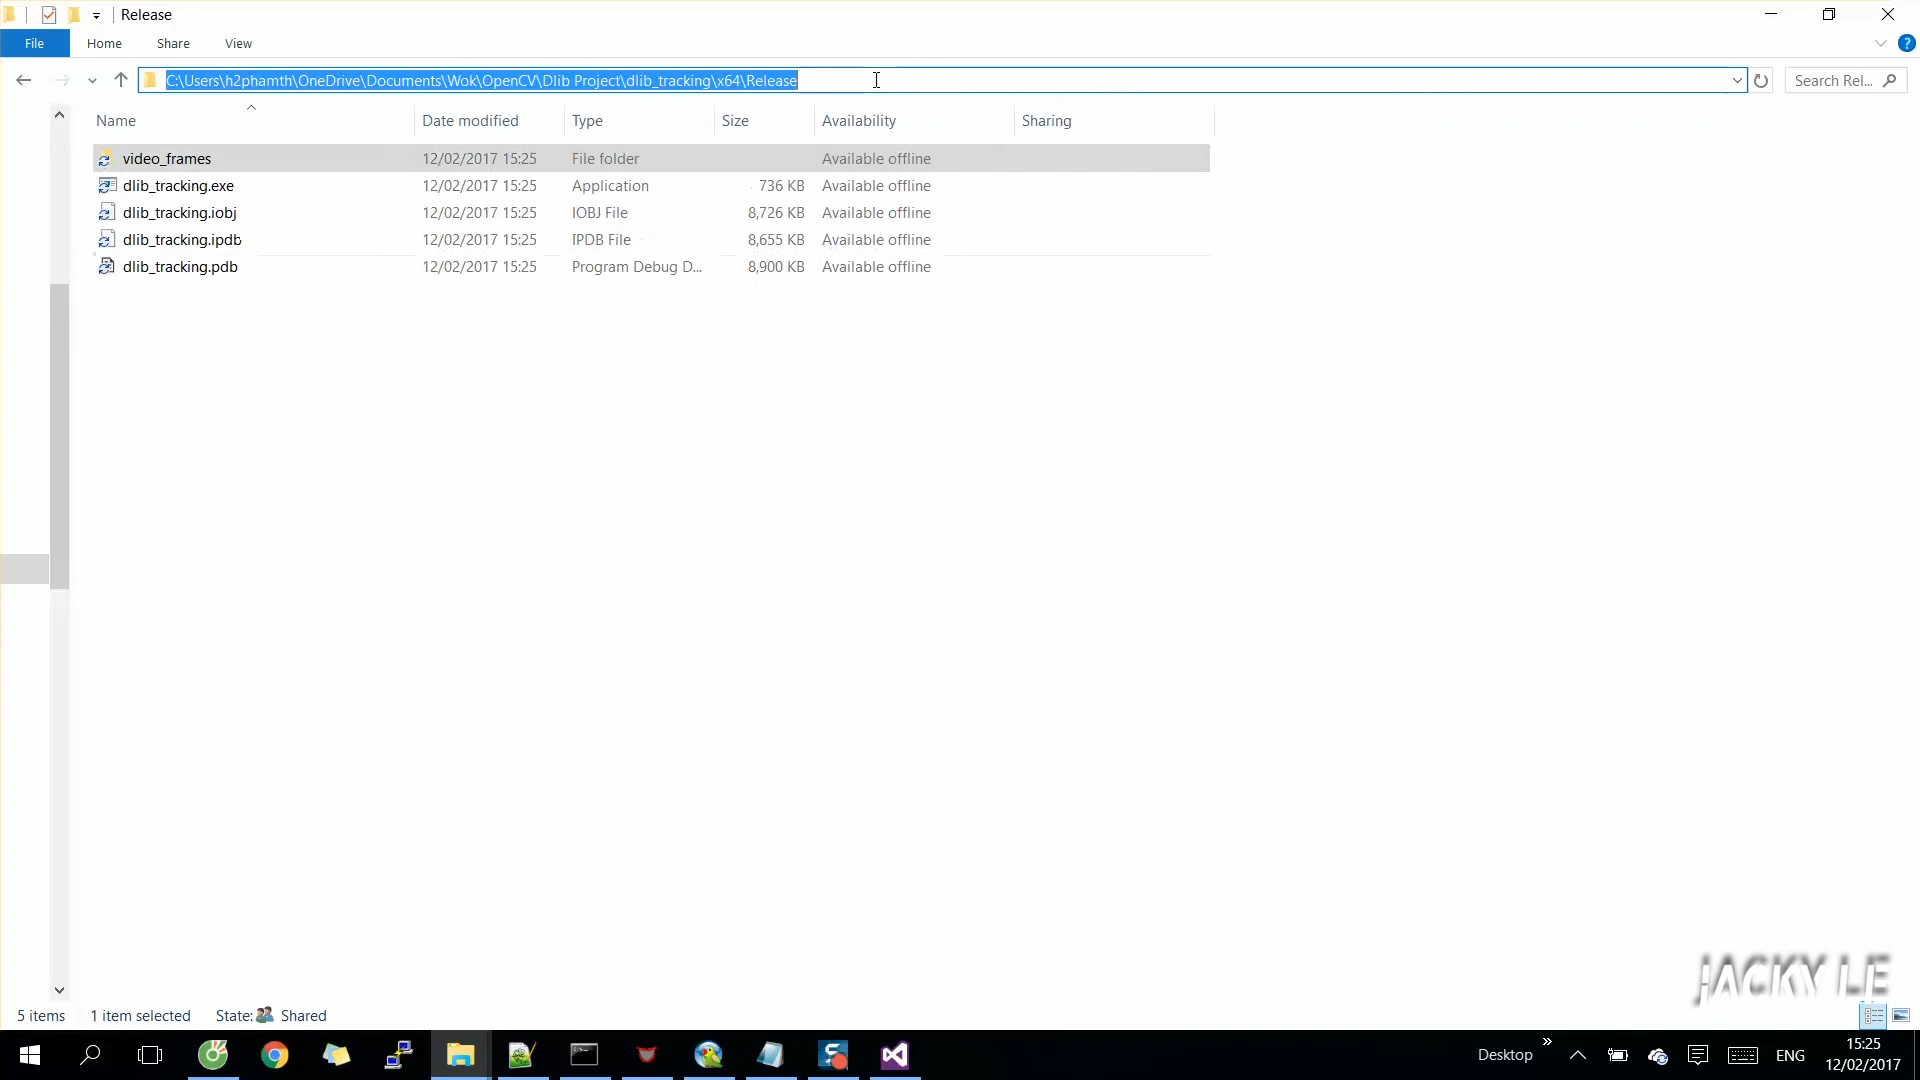 Release
File Home Share View
C:\Users\h2phamth\OneDrive\Documents\Wok\OpenCV\Dlib Project\dlib_tracking\x64\Release
Search Rel...
Name Date modified Type Size Availability Sharing
video_frames 12/02/2017 15:25 File folder Available offline
dlib_tracking.exe 12/02/2017 15:25 Application 736 KB Available offline
dlib_tracking.iobj 12/02/2017 15:25 IOBJ File 8,726 KB Available offline
dlib_tracking.ipdb 12/02/2017 15:25 IPDB File 8,655 KB Available offline
dlib_tracking.pdb 12/02/2017 15:25 Program Debug D... 8,900 KB Available offline
JACKY LE
5 items 1 item selected State: Shared
Desktop ENG 15:25
12/02/2017